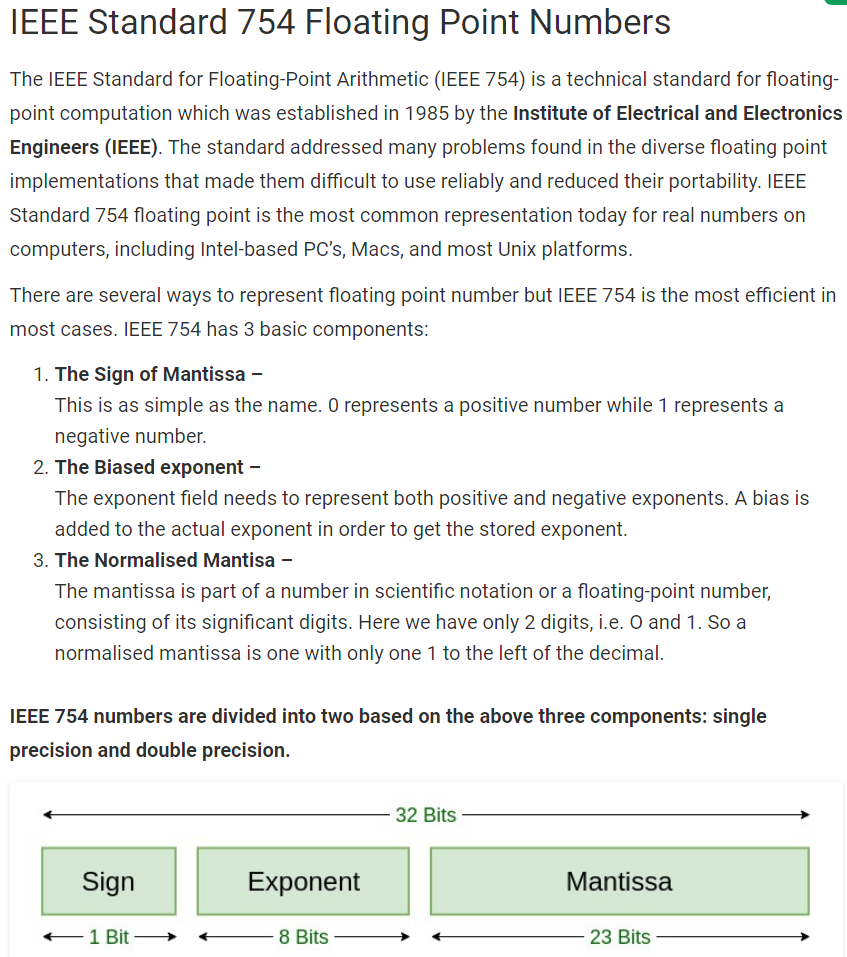 IEEE Standard 754 Floating Point Numbers
The IEEE Standard for Floating-Point Arithmetic (IEEE 754) is a technical standard for floating-
point computation which was established in 1985 by the Institute of Electrical and Electronics
Engineers (IEEE). The standard addressed many problems found in the diverse floating point
implementations that made them difficult to use reliably and reduced their portability. IEEE
Standard 754 floating point is the most common representation today for real numbers on
computers, including Intel-based PC’s, Macs, and most Unix platforms.
There are several ways to represent floating point number but IEEE 754 is the most efficient in
most cases. IEEE 754 has 3 basic components:
1. The Sign of Mantissa –
This is as simple as the name. 0 represents a positive number while 1 represents a
negative number.
2. The Biased exponent –
The exponent field needs to represent both positive and negative exponents. A bias is
added to the actual exponent in order to get the stored exponent.
3. The Normalised Mantisa –
The mantissa is part of a number in scientific notation or a floating-point number,
consisting of its significant digits. Here we have only 2 digits, i.e. O and 1. So a
normalised mantissa is one with only one 1 to the left of the decimal.
IEEE 754 numbers are divided into two based on the above three components: single
precision and double precision.
32 Bits
Sign Exponent Mantissa
1 Bit 8 Bits 23 Bits